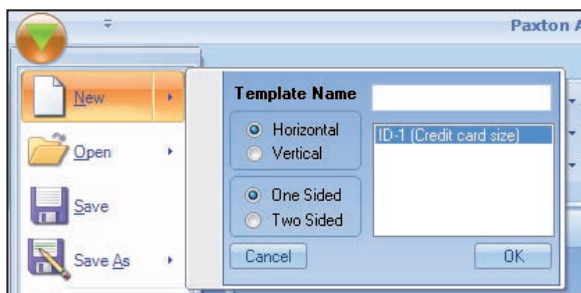 Paxton A
New
Open
Save
Save As
Template Name
Horizontal
Vertical
ID-1 (Credit card size)
One Sided
Two Sided
Cancel
OK